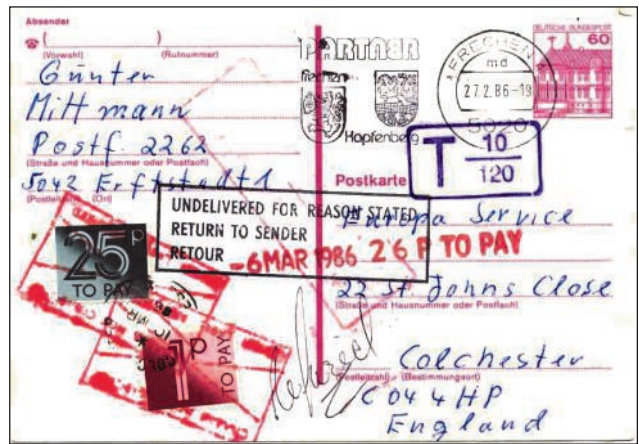 Absender
(Vorwahl) (Rufnummer)
Günter
Mittmann
Postf. 2262
(Straße und Hausnummer oder Postfach)
5042 Erftstadt 1
(Postleitzahl) (Ort)
PARTNER
Frechen
Hopfenberg
FRECHEN
md
27.2.86-19
5020
DEUTSCHE BUNDESPOST
60
T 10
120
Postkarte
UNDELIVERED FOR REASON STATED
RETURN TO SENDER
RETOUR
-6 MAR 1986 26 P TO PAY
Europa Service
22 St. Johns Close
(Straße und Hausnummer oder Postfach)
Colchester
(Postleitzahl) (Bestimmungsort)
CO4 4HP
England
25P
TO PAY
1P
TO PAY
Refused